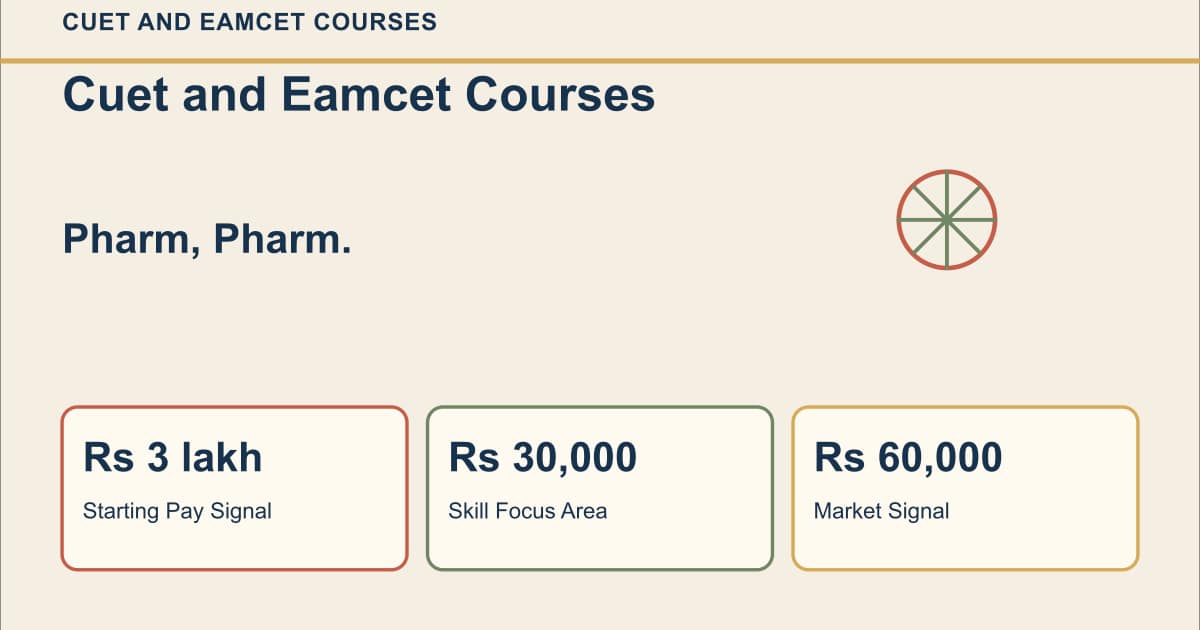 CUET AND EAMCET COURSES
Cuet and Eamcet Courses
Pharm, Pharm.
Rs 3 lakh
Starting Pay Signal
Rs 30,000
Skill Focus Area
Rs 60,000
Market Signal